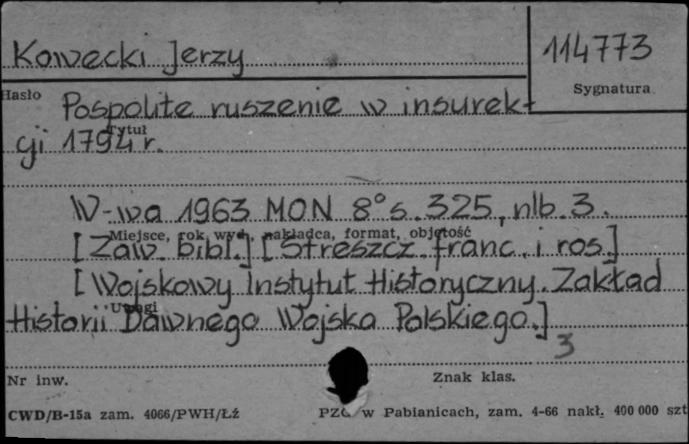 Kowecki Jerzy
114773
Hasło
Sygnatura
Pospolite ruszenie w insurek-
Tytuł
cji 1794 r.
W-wa 1963 MON 8° s. 325, nlb. 3.
Miejsce, rok wyd., nakładca, format, objętość
[Zaw. bibl.] [Streszcz. franc. i ros.]
[Wojskowy Instytut Historyczny. Zakład
Uwagi
Historii Dawnego Wojska Polskiego.]
3
Nr inw.
Znak klas.
CWD/B-15a zam. 4066/PWH/Łź
PZG w Pabianicach, zam. 4-66 nakł. 400 000 szt